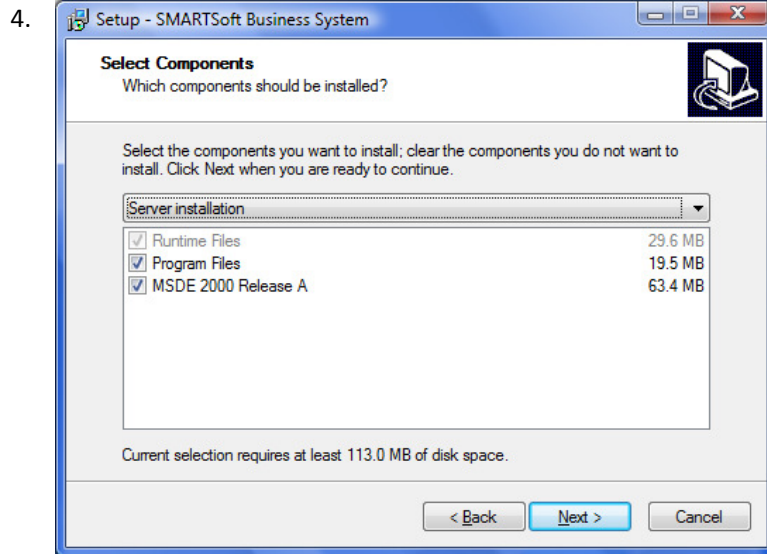 4.
Setup - SMARTSoft Business System
Select Components
Which components should be installed?
Select the components you want to install; clear the components you do not want to
install. Click Next when you are ready to continue.
Server installation
Runtime Files 29.6 MB
Program Files 19.5 MB
MSDE 2000 Release A 63.4 MB
Current selection requires at least 113.0 MB of disk space.
< Back Next > Cancel